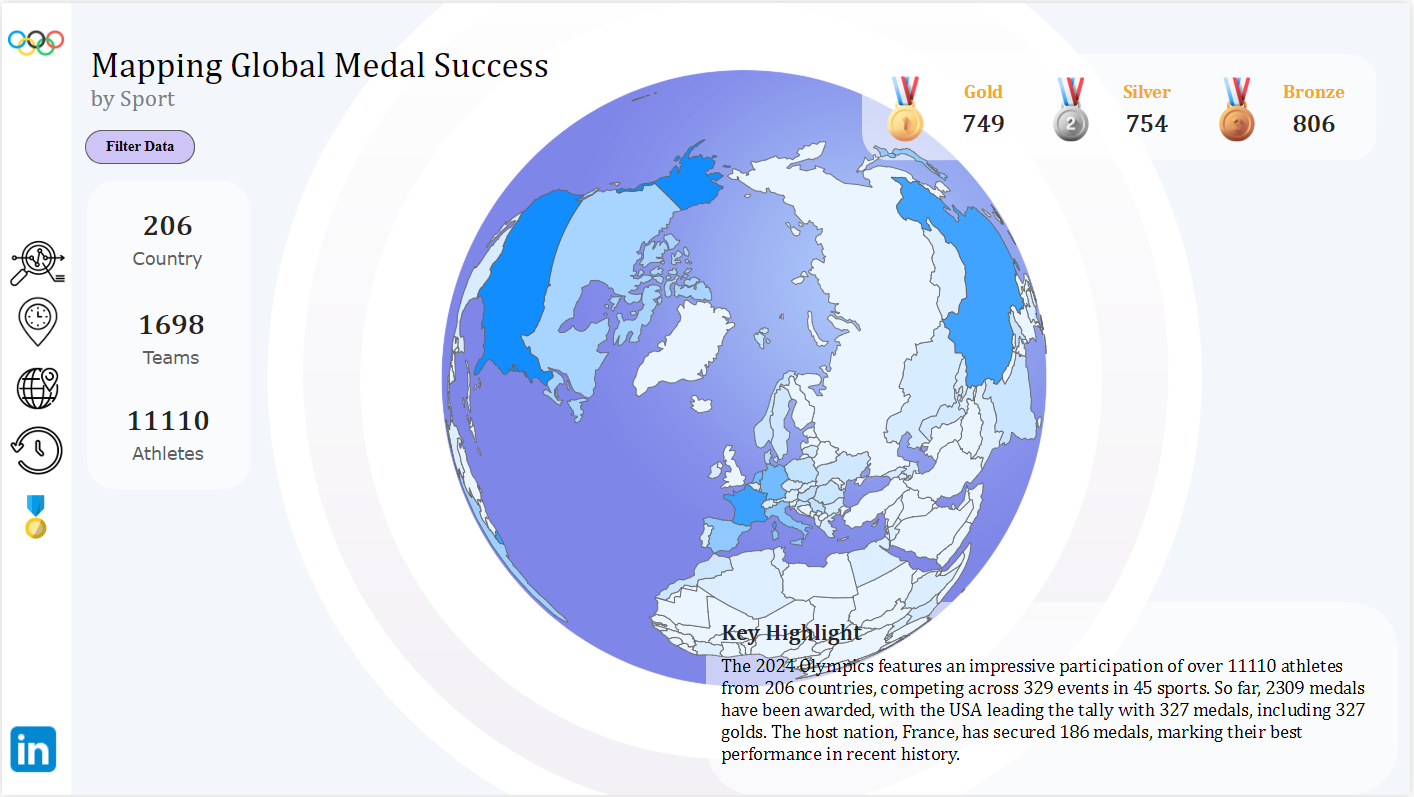 Mapping Global Medal Success
by Sport
Filter Data
206
Country
1698
Teams
11110
Athletes
Gold
749
Silver
754
Bronze
806
1
2
3
Key Highlight
The 2024 Olympics features an impressive participation of over 11110 athletes
from 206 countries, competing across 329 events in 45 sports. So far, 2309 medals
have been awarded, with the USA leading the tally with 327 medals, including 327
golds. The host nation, France, has secured 186 medals, marking their best
performance in recent history.
in